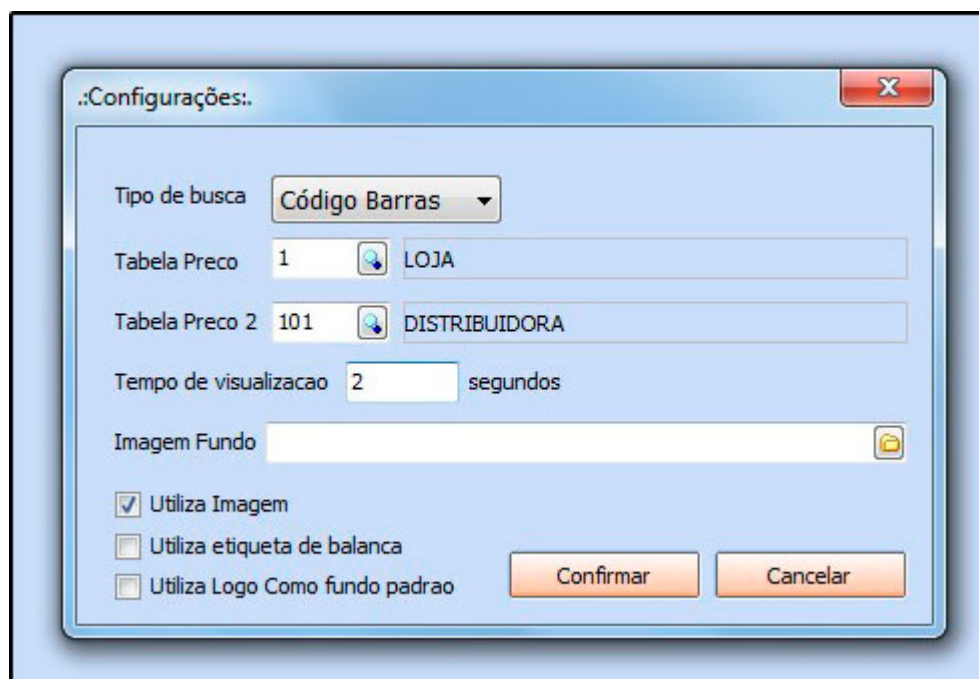 .:Configurações:.
Tipo de busca Código Barras
Tabela Preco 1 LOJA
Tabela Preco 2 101 DISTRIBUIDORA
Tempo de visualizacao 2 segundos
Imagem Fundo
Utiliza Imagem
Utiliza etiqueta de balanca
Utiliza Logo Como fundo padrao
Confirmar Cancelar